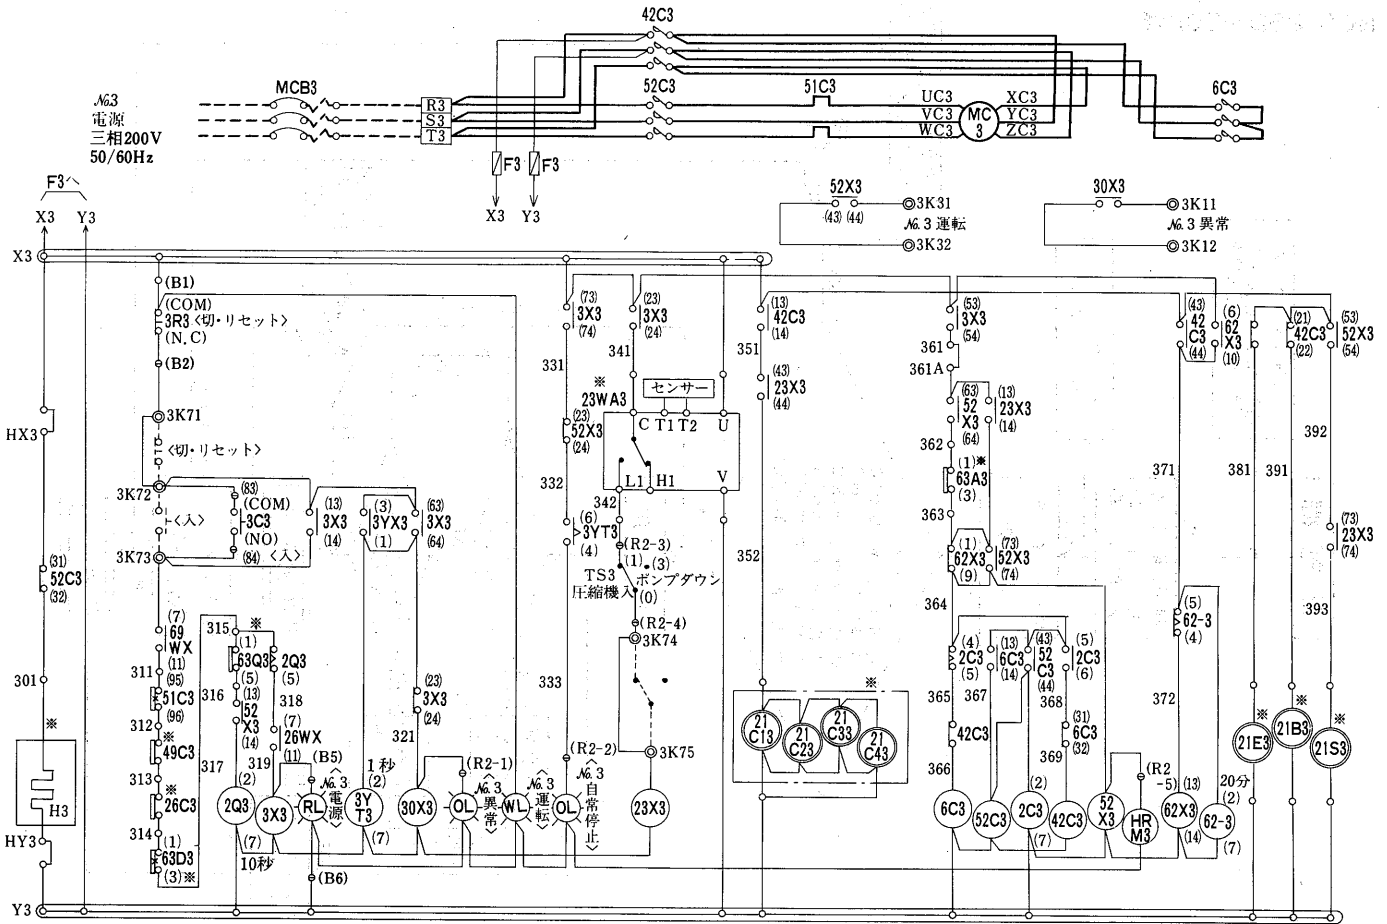 42C3
MCB3
52C3
51C3
6C3
№3
電源
三相200V
50/60Hz
R3
S3
T3
UC3
VC3
WC3
MC
3
XC3
YC3
ZC3
F3
F3
X3
Y3
F3へ
X3
Y3
52X3
(43)
(44)
3K31
№3 運転
3K32
30X3
3K11
№3 異常
3K12
X3
(B1)
(COM)
3R3〈切・リセット〉
(N.C)
(B2)
3K71
〈切・リセット〉
3K72
〈入〉
3K73
(83)
(COM)
3C3
(NO)
(84)
〈入〉
(13)
3X3
(14)
(3)
3YX3
(1)
(63)
3X3
(64)
HX3
(31)
52C3
(32)
301
※
H3
HY3
Y3
(7)
69
WX
(11)
311
(95)
51C3
(96)
312
※
49C3
313
※
26C3
314
(1)
63D3
(3)※
315
※
(1)
63Q3
(5)
316
(13)
52
X3
(14)
317
(2)
2Q3
(7)
10秒
2Q3
(5)
318
(7)
26WX
(11)
319
3X3
(B5)
RL
〈№3電源〉
(B6)
1秒
(2)
3Y
T3
(7)
(23)
3X3
(24)
321
30X3
(R2-1)
OL
〈№3異常〉
WL
〈№3運転〉
(73)
3X3
(74)
331
(23)
52X3
(24)
332
(6)
3YT3
(4)
333
(R2-2)
OL
〈№3自常停止〉
(23)
3X3
(24)
341
※
23WA3
センサー
C
T1
T2
U
L1
H1
V
342
(R2-3)
(1)
(3)
TS3
圧縮機入
ポンプダウン
(0)
(R2-4)
3K74
3K75
23X3
(13)
42C3
(14)
351
(43)
23X3
(44)
352
※
21
C13
21
C23
21
C33
21
C43
(53)
3X3
(54)
361
361A
(63)
52
X3
(64)
(13)
23X3
(14)
362
(1)※
63A3
(3)
363
(1)
62X3
(9)
(73)
52X3
(74)
364
(4)
2C3
(5)
365
42C3
366
6C3
(13)
6C3
(14)
367
52C3
(43)
52
C3
(44)
(2)
2C3
(7)
(5)
2C3
(6)
368
(31)
6C3
(32)
369
42C3
52
X3
(R2
-5)
HR
M3
(43)
42
C3
(44)
(6)
62
X3
(10)
371
(5)
62-3
(4)
372
(13)
62X3
(14)
20分
(2)
62-3
(7)
381
※
21E3
(21)
42C3
(22)
391
※
21B3
(53)
52X3
(54)
392
(73)
23X3
(74)
393
※
21S3